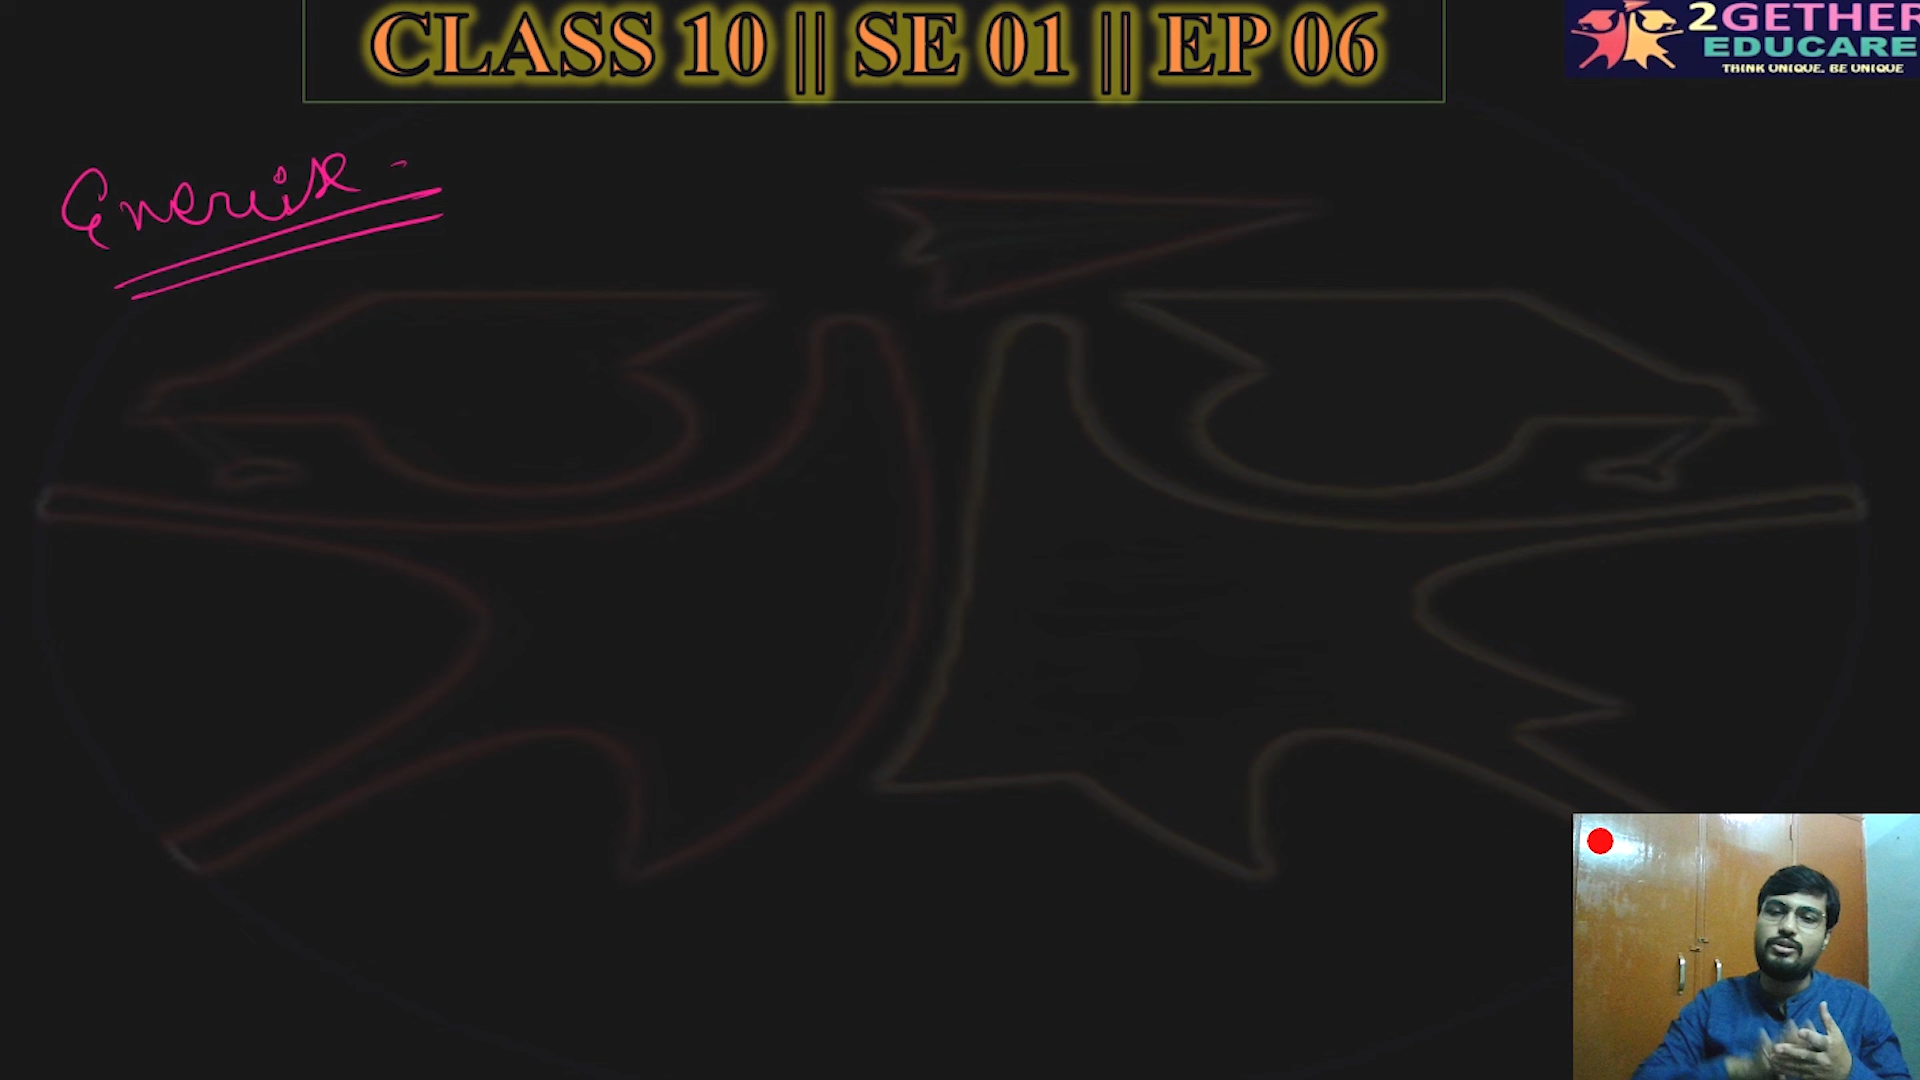 CLASS 10 || SE 01 || EP 06
2GETHER
EDUCARE
THINK UNIQUE. BE UNIQUE
Exercise -